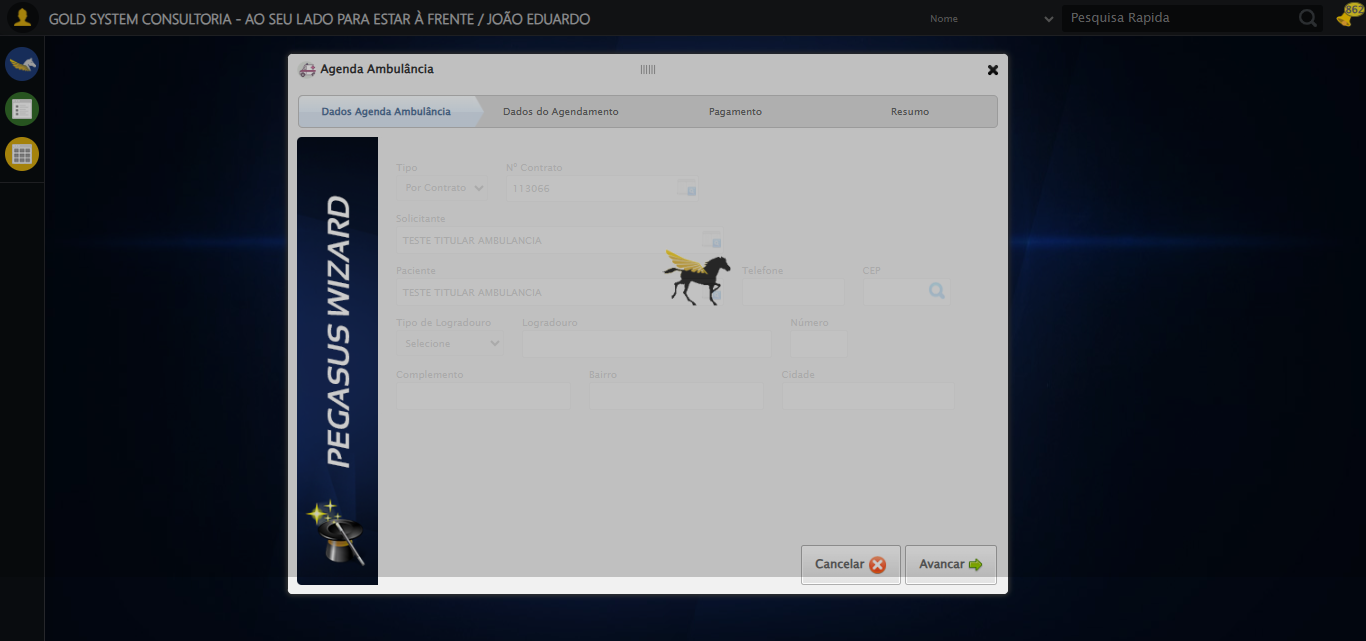 GOLD SYSTEM CONSULTORIA - AO SEU LADO PARA ESTAR À FRENTE / JOÃO EDUARDO
Nome
Pesquisa Rapida
862
Agenda Ambulância
Dados Agenda Ambulância
Dados do Agendamento
Pagamento
Resumo
PEGASUS WIZARD
Tipo
Nº Contrato
Por Contrato
113066
Solicitante
TESTE TITULAR AMBULANCIA
Paciente
Telefone
CEP
TESTE TITULAR AMBULANCIA
Tipo de Logradouro
Logradouro
Número
Selecione
Complemento
Bairro
Cidade
Cancelar
Avancar